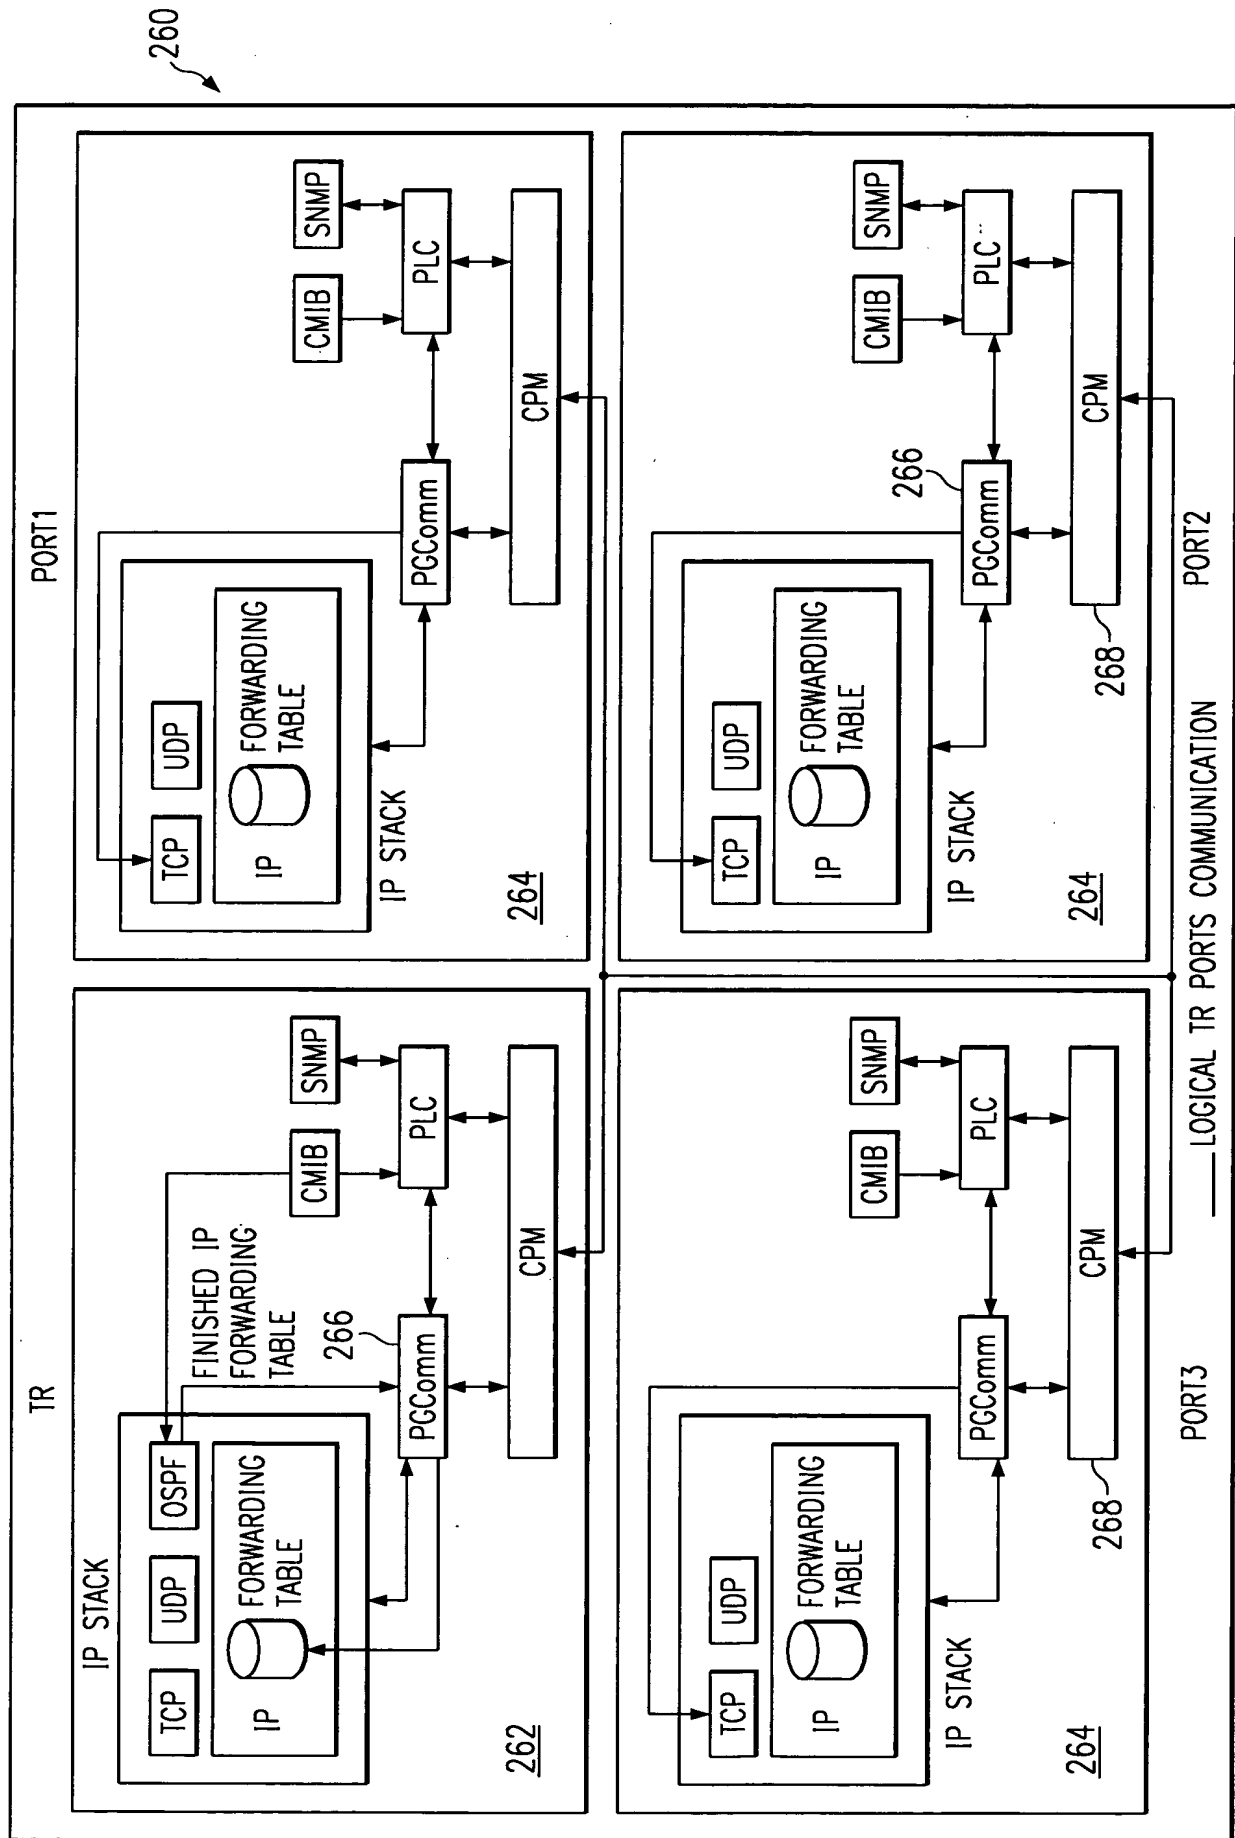 260
TR
IP STACK
TCP
UDP
OSPF
IP
FORWARDING
TABLE
FINISHED IP
FORWARDING
TABLE
266
CMIB
SNMP
PGComm
PLC
CPM
262
PORT1
TCP
UDP
IP
FORWARDING
TABLE
IP STACK
CMIB
SNMP
PGComm
PLC
CPM
264
TCP
UDP
IP
FORWARDING
TABLE
IP STACK
CMIB
SNMP
PGComm
PLC
CPM
264
268
PORT3
TCP
UDP
IP
FORWARDING
TABLE
IP STACK
266
CMIB
SNMP
PGComm
PLC
CPM
264
268
PORT2
LOGICAL TR PORTS COMMUNICATION